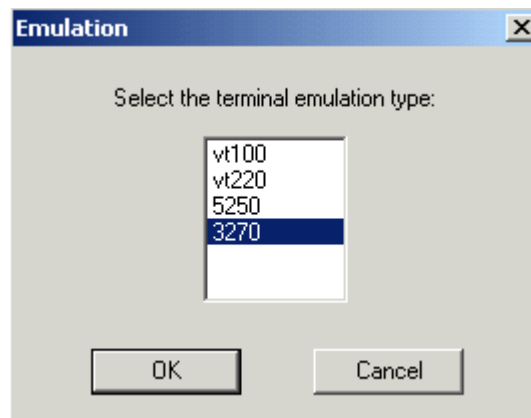 Emulation
Select the terminal emulation type:
vt100
vt220
5250
3270
OK Cancel